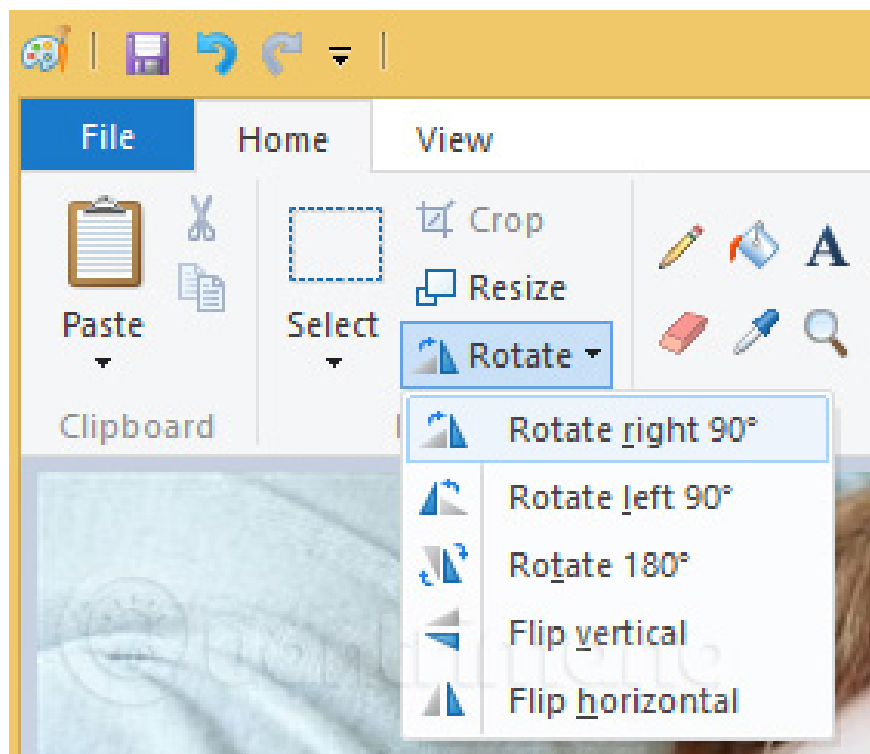 File Home View
Crop
Resize
Paste Select Rotate
Clipboard
Rotate right 90°
Rotate left 90°
Rotate 180°
Flip vertical
Flip horizontal